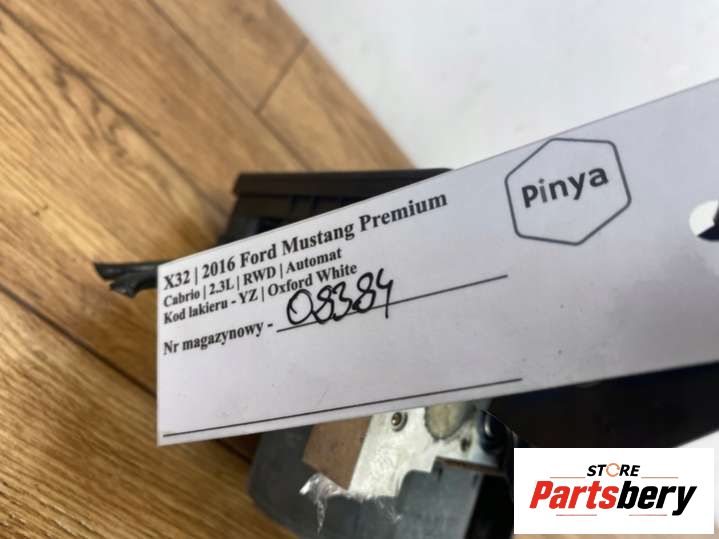 Pinya
X32 | 2016 Ford Mustang Premium
Cabrio | 2.3L | RWD | Automat
Kod lakieru - YZ | Oxford White
Nr magazynowy - 08384
STORE
Partsbery